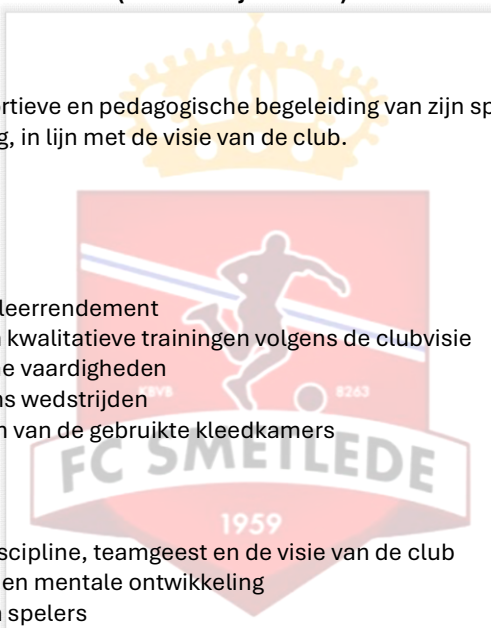 rtieve en pedagogische begeleiding van zijn sp
g, in lijn met de visie van de club.
leerrendement
kwalitatieve trainingen volgens de clubvisie
e vaardigheden
ns wedstrijden
KBVB 8263
n van de gebruikte kleedkamers
FC SMETLEDE
1959
scipline, teamgeest en de visie van de club
en mentale ontwikkeling
spelers